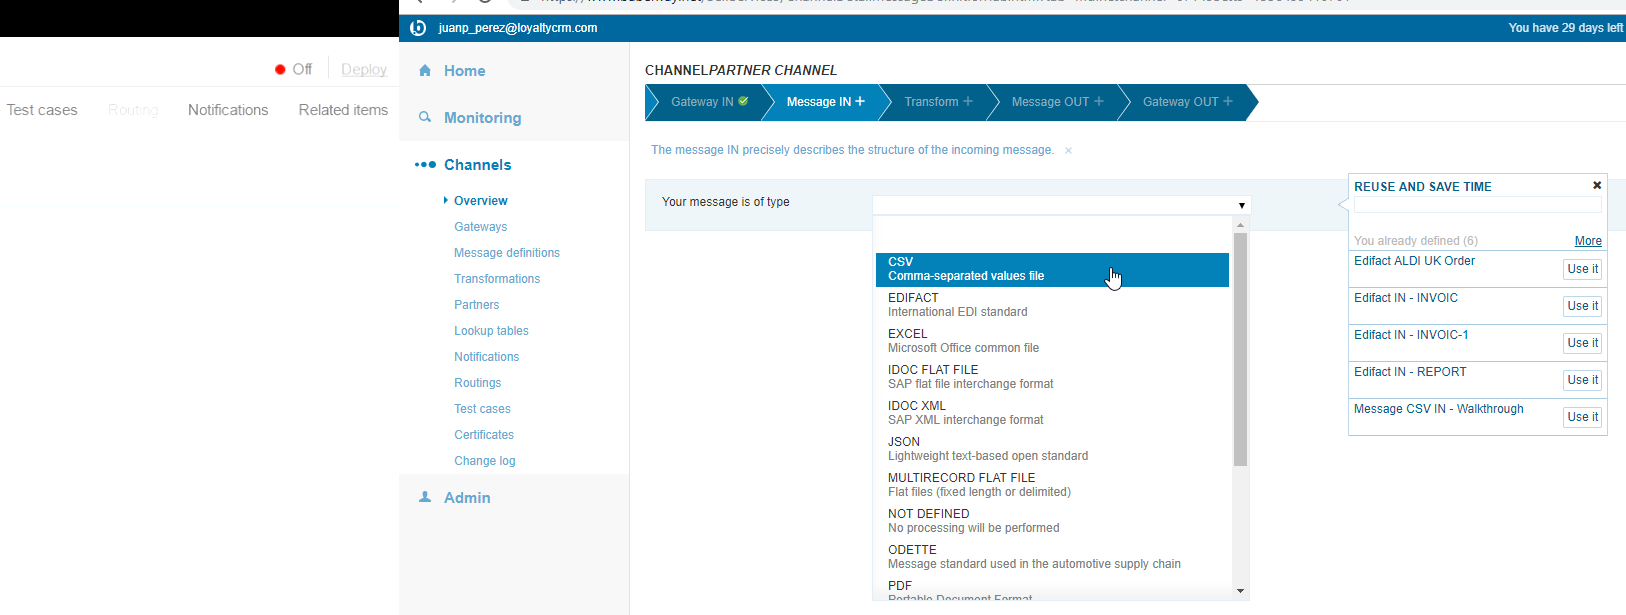 Off
Deploy
Test cases
Routing
Notifications
Related items
juanp_perez@loyaltycrm.com
You have 29 days left
Home
Monitoring
Channels
Overview
Gateways
Message definitions
Transformations
Partners
Lookup tables
Notifications
Routings
Test cases
Certificates
Change log
Admin
CHANNELPARTNER CHANNEL
Gateway IN
Message IN +
Transform +
Message OUT +
Gateway OUT +
The message IN precisely describes the structure of the incoming message. ×
Your message is of type
CSV
Comma-separated values file
EDIFACT
International EDI standard
EXCEL
Microsoft Office common file
IDOC FLAT FILE
SAP flat file interchange format
IDOC XML
SAP XML interchange format
JSON
Lightweight text-based open standard
MULTIRECORD FLAT FILE
Flat files (fixed length or delimited)
NOT DEFINED
No processing will be performed
ODETTE
Message standard used in the automotive supply chain
PDF
Portable Document Format
REUSE AND SAVE TIME
You already defined (6)
More
Edifact ALDI UK Order
Use it
Edifact IN - INVOIC
Use it
Edifact IN - INVOIC-1
Use it
Edifact IN - REPORT
Use it
Message CSV IN - Walkthrough
Use it